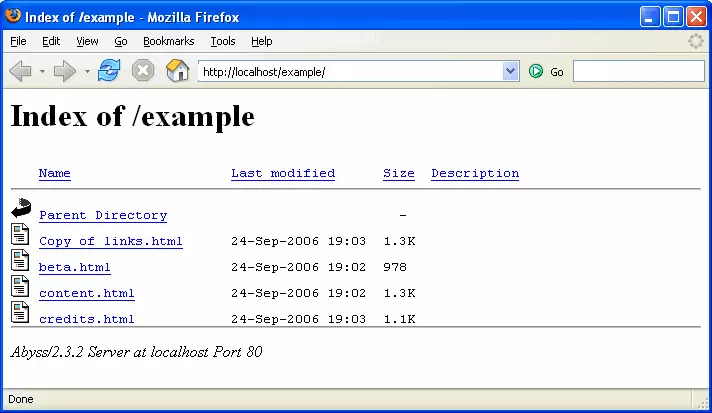 Index of /example - Mozilla Firefox
File Edit View Go Bookmarks Tools Help
http://localhost/example/ Go
Index of /example
Name Last modified Size Description
Parent Directory -
Copy of links.html 24-Sep-2006 19:03 1.3K
beta.html 24-Sep-2006 19:02 978
content.html 24-Sep-2006 19:02 1.3K
credits.html 24-Sep-2006 19:03 1.1K
Abyss/2.3.2 Server at localhost Port 80
Done